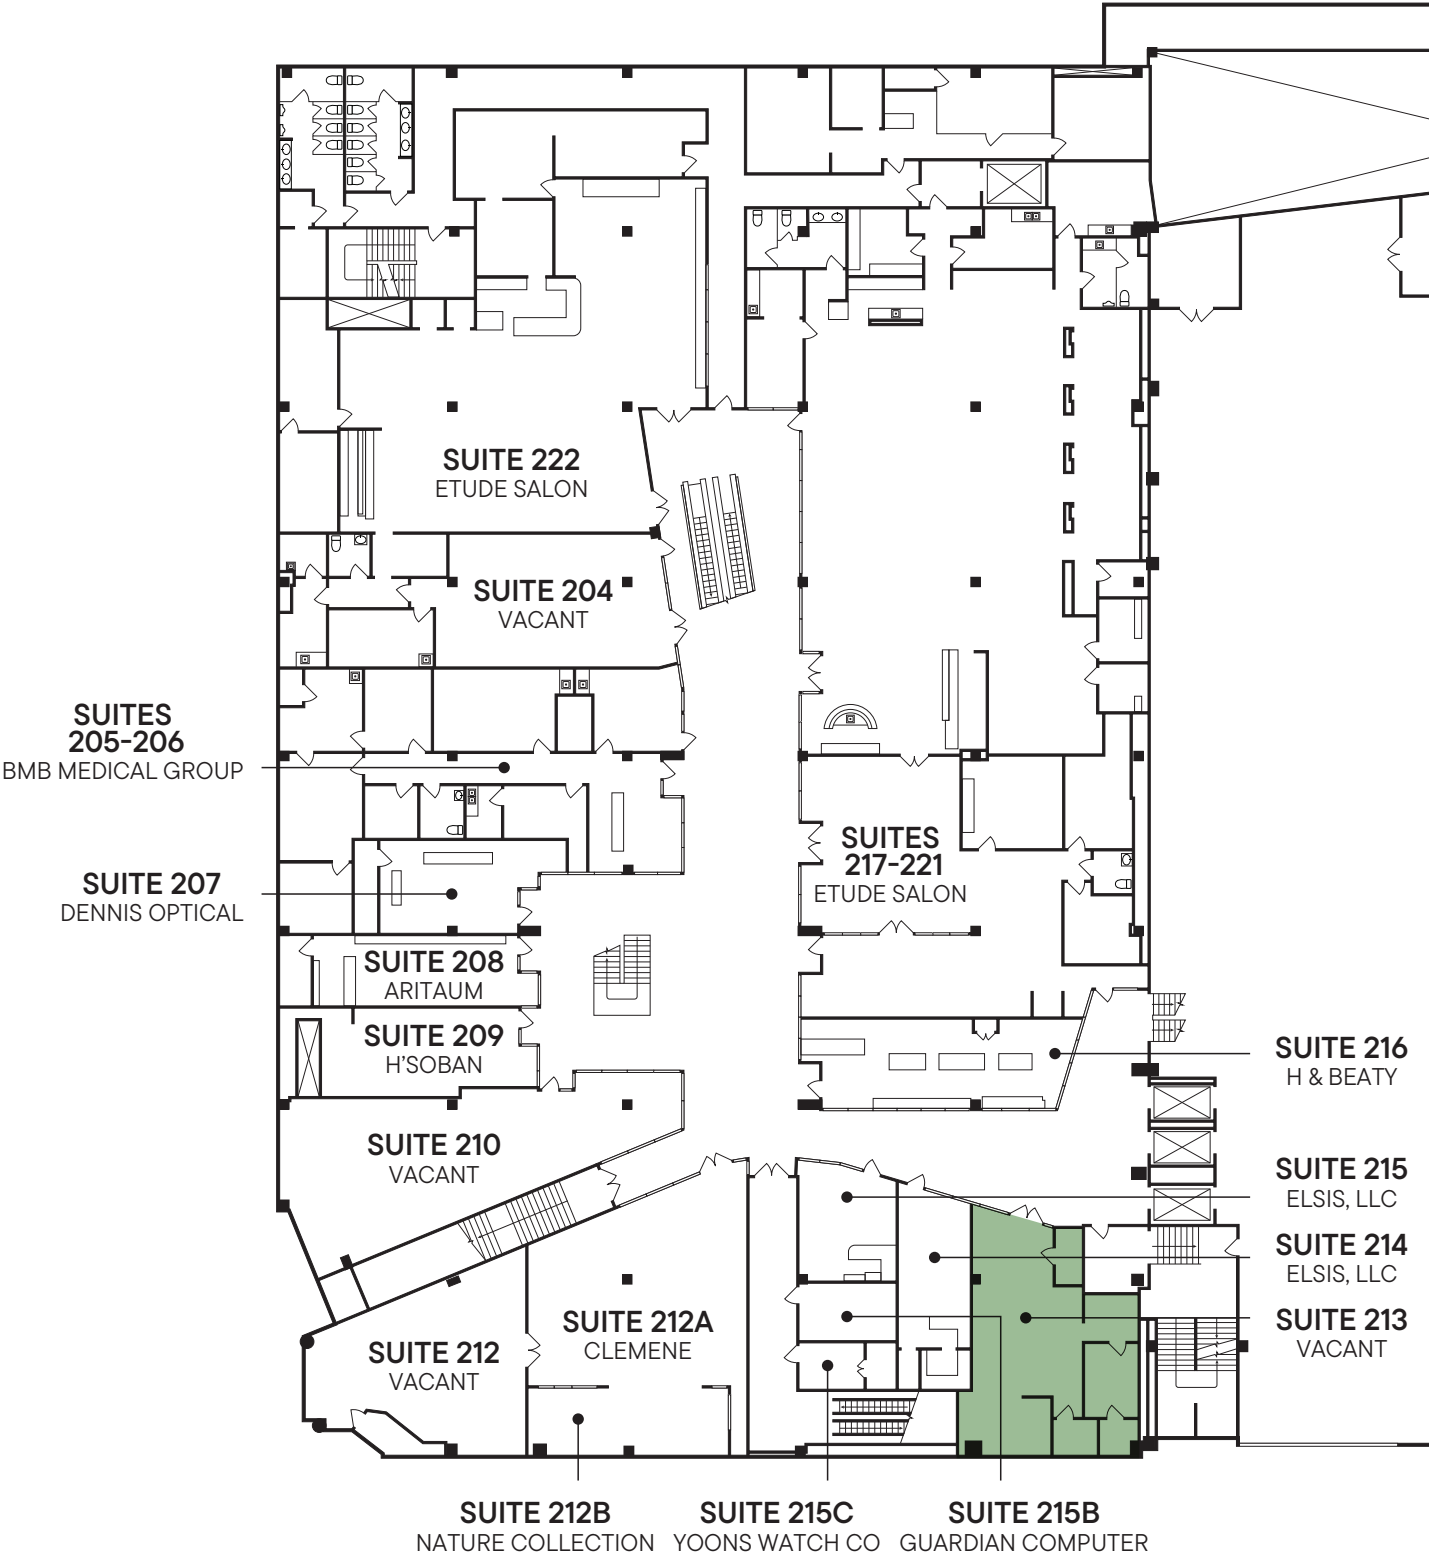 SUITE 222
ETUDE SALON
SUITE 204
VACANT
SUITES
205-206
BMB MEDICAL GROUP
SUITES
217-221
ETUDE SALON
SUITE 207
DENNIS OPTICAL
SUITE 208
ARITAUM
SUITE 209
H'SOBAN
SUITE 216
H & BEATY
SUITE 210
VACANT
SUITE 215
ELSIS, LLC
SUITE 214
ELSIS, LLC
SUITE 213
VACANT
SUITE 212A
CLEMENE
SUITE 212
VACANT
SUITE 212B
NATURE COLLECTION
SUITE 215C
YOONS WATCH CO
SUITE 215B
GUARDIAN COMPUTER